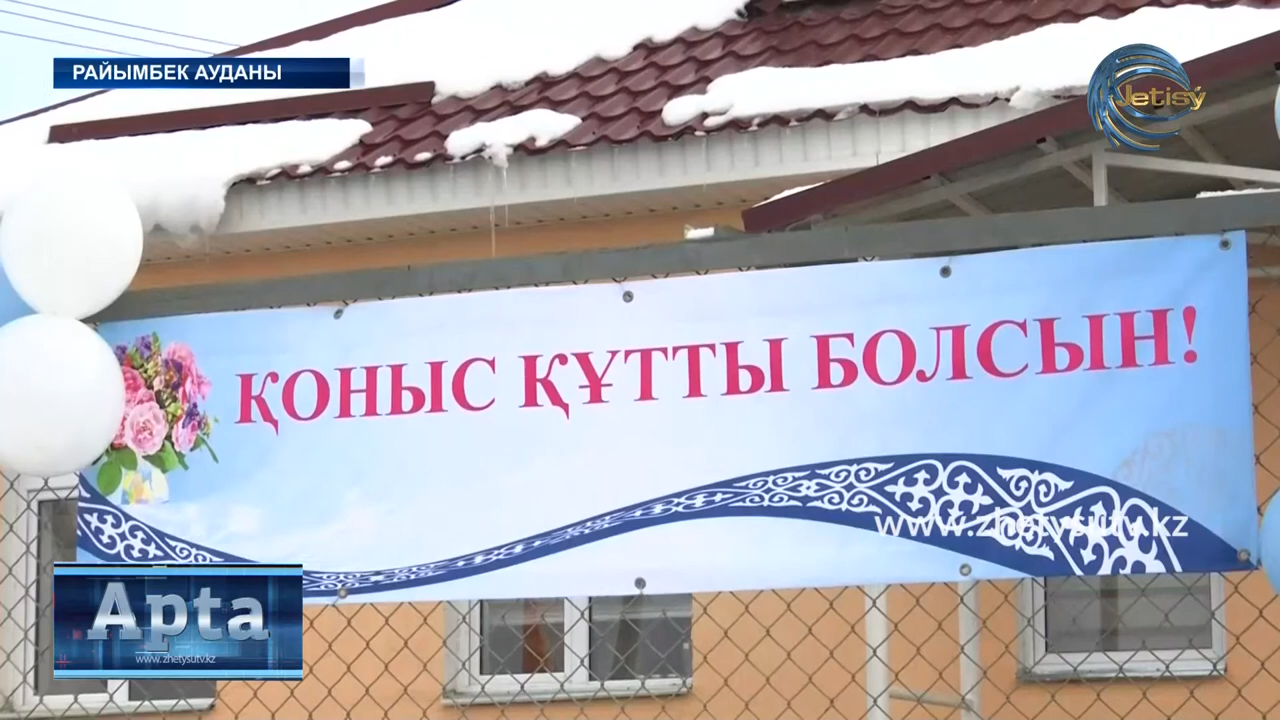 РАЙЫМБЕК АУДАНЫ
Jetisý
ҚОНЫС ҚҰТТЫ БОЛСЫН!
www.zhetysutv.kz
Apta
www.zhetysutv.kz